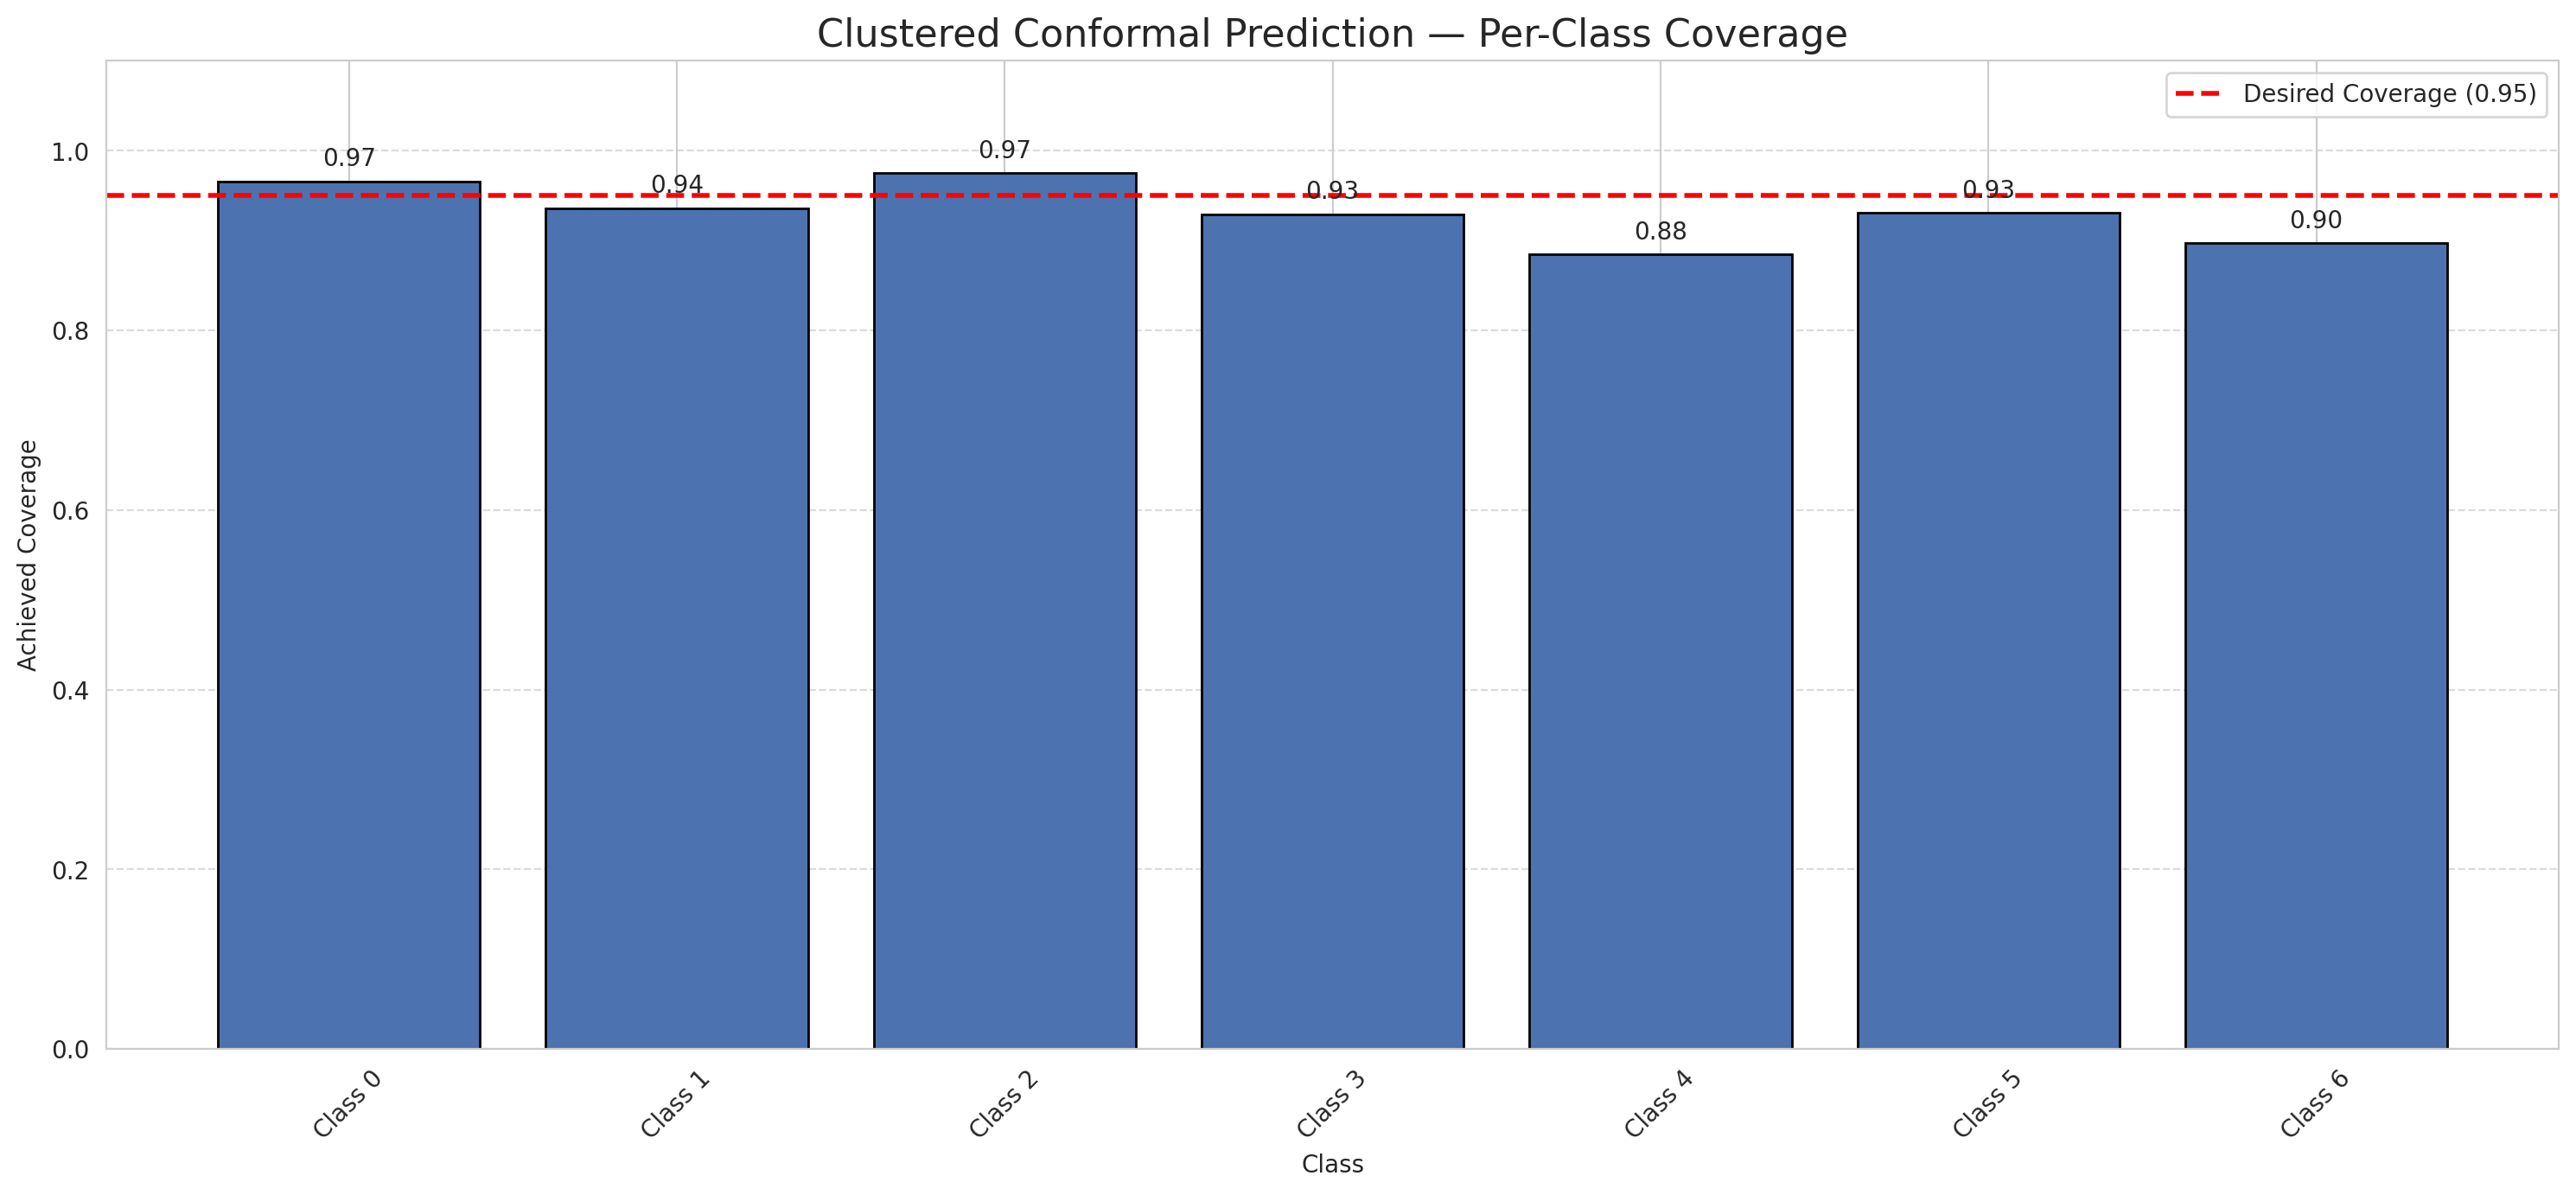 Clustered Conformal Prediction — Per-Class Coverage
Desired Coverage (0.95)
Achieved Coverage
1.0
0.8
0.6
0.4
0.2
0.0
0.97
0.94
0.97
0.93
0.88
0.93
0.90
Class 0
Class 1
Class 2
Class 3
Class 4
Class 5
Class 6
Class